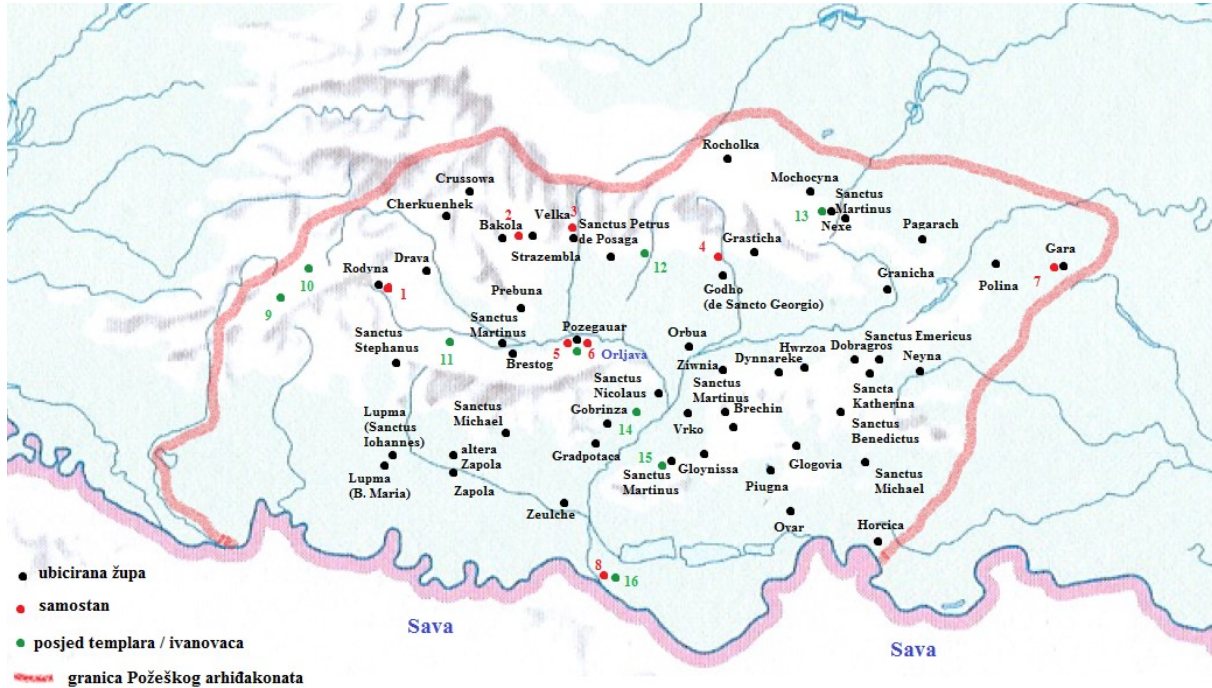 Rocholka
Crussowa
Cherkuenhek
Mochocyna
Sanctus
Martinus
13
Nexe
2
Bakola
Velka
3
Sanctus Petrus
de Posaga
Strazembla
12
4
Grasticha
Pagarach
Gara
7
Polina
Granicha
Godho
(de Sancto Georgio)
10
9
Rodyna
1
Drava
Prebuna
Sanctus
Stephanus
11
Sanctus
Martinus
Brestog
Pozegauar
5
6
Orljava
Orbua
Ziwnia
Dynnareke
Hwrzoa
Dobragros
Sanctus Emericus
Neyna
Sancta
Katherina
Sanctus
Benedictus
Sanctus
Nicolaus
Sanctus
Martinus
Brechin
Vrko
Gobrinza
14
Gradpotaca
Sanctus
Michael
Lupma
(Sanctus
Iohannes)
altera
Zapola
Zapola
Lupma
(B. Maria)
15
Sanctus
Martinus
Gloynissa
Glogovia
Piugna
Sanctus
Michael
Zeulche
Ovar
Horcica
8
16
Sava
Sava
ubicirana župa
samostan
posjed templara / ivanovaca
granica Požeškog arhiđakonata